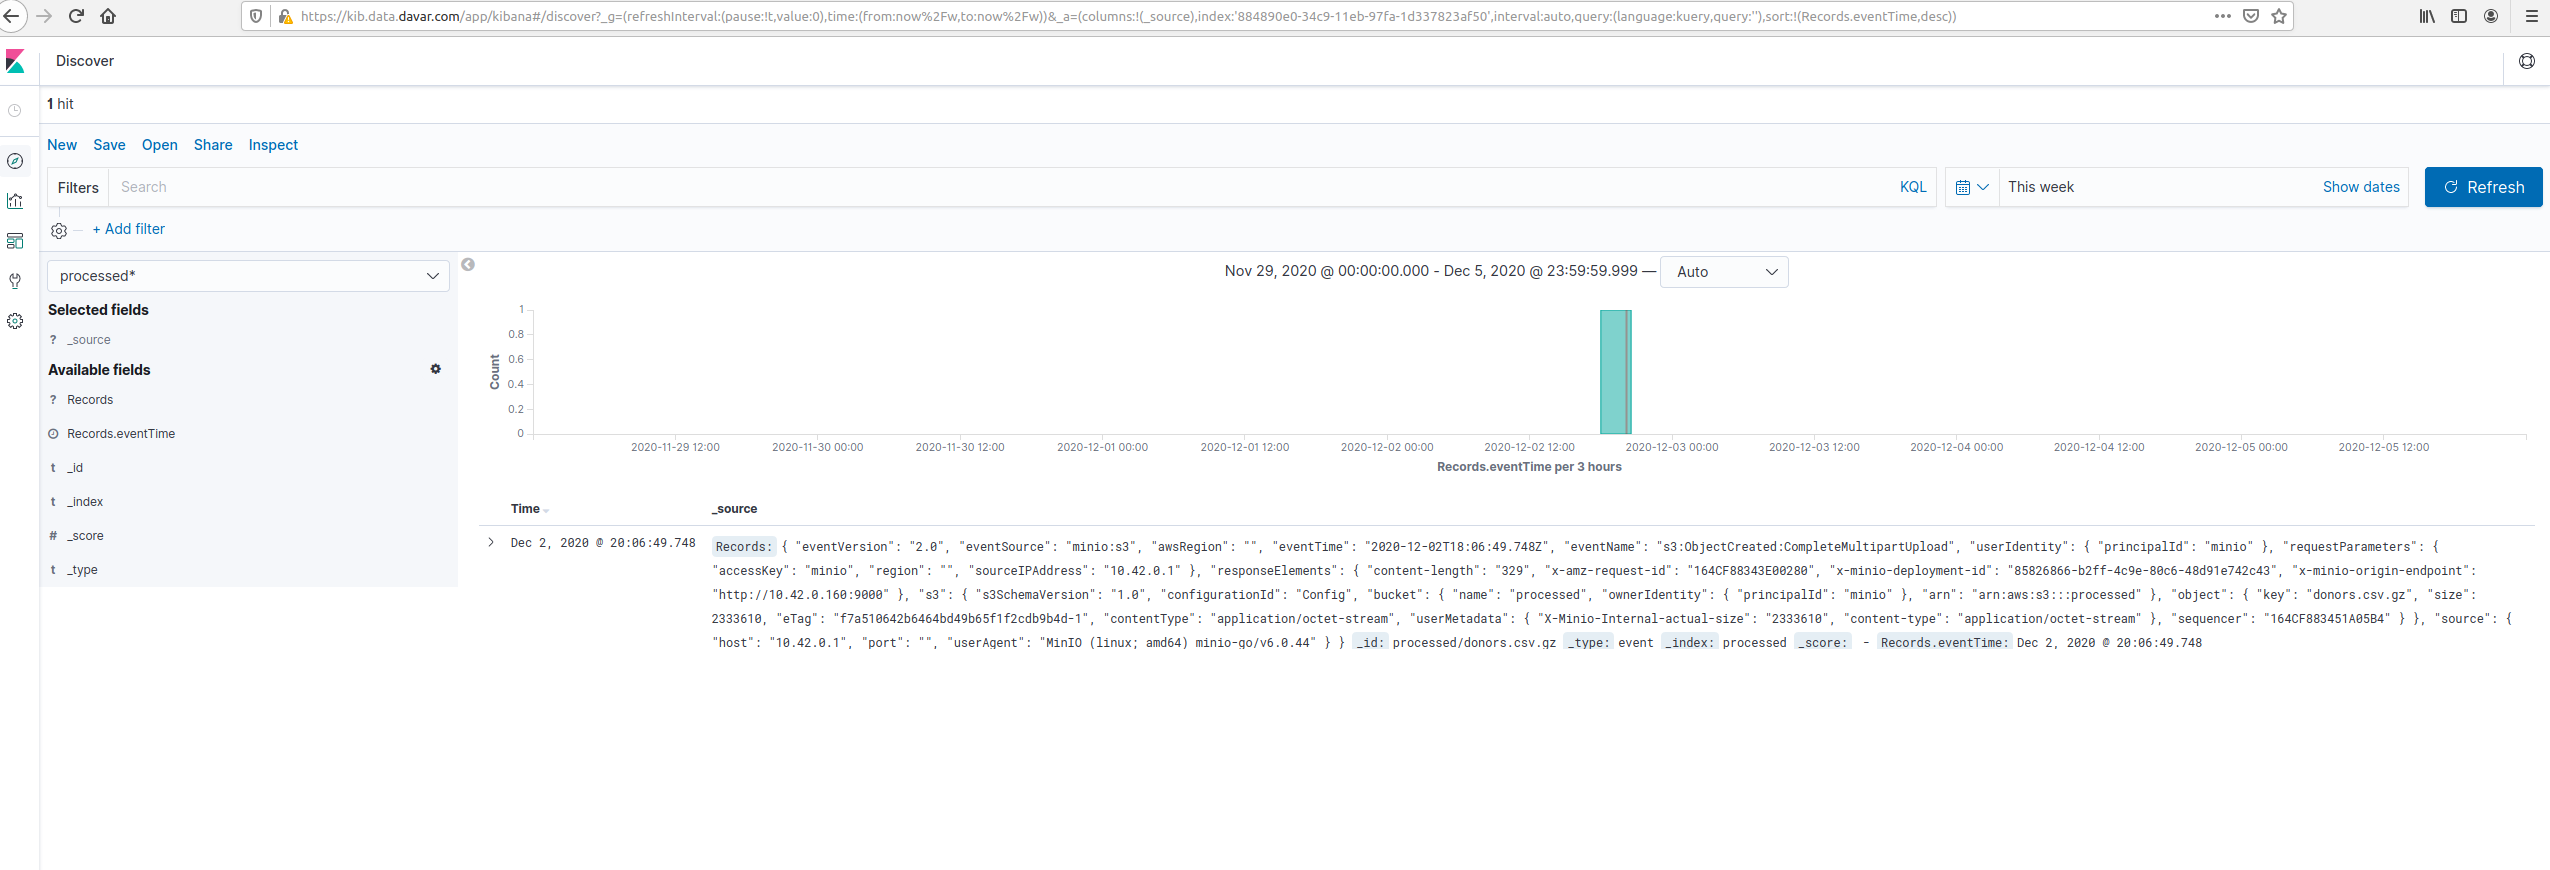 https://kib.data.davar.com/app/kibana#/discover?_g=(refreshInterval:(pause:!t,value:0),time:(from:now%2Fw,to:now%2Fw))&_a=(columns:!(_source),index:'884890e0-34c9-11eb-97fa-1d337823af50',interval:auto,query:(language:kuery,query:''),sort:!(Records.eventTime,desc))
Discover
1 hit
New Save Open Share Inspect
Filters Search KQL This week Show dates Refresh
+ Add filter
processed*
Selected fields
? _source
Available fields
? Records
Records.eventTime
t _id
t _index
# _score
t _type
Nov 29, 2020 @ 00:00:00.000 - Dec 5, 2020 @ 23:59:59.999 — Auto
1
0.8
0.6
0.4
0.2
0
Count
2020-11-29 12:00 2020-11-30 00:00 2020-11-30 12:00 2020-12-01 00:00 2020-12-01 12:00 2020-12-02 00:00 2020-12-02 12:00 2020-12-03 00:00 2020-12-03 12:00 2020-12-04 00:00 2020-12-04 12:00 2020-12-05 00:00 2020-12-05 12:00
Records.eventTime per 3 hours
Time _source
Dec 2, 2020 @ 20:06:49.748 Records: { "eventVersion": "2.0", "eventSource": "minio:s3", "awsRegion": "", "eventTime": "2020-12-02T18:06:49.748Z", "eventName": "s3:ObjectCreated:CompleteMultipartUpload", "userIdentity": { "principalId": "minio" }, "requestParameters": {
"accessKey": "minio", "region": "", "sourceIPAddress": "10.42.0.1" }, "responseElements": { "content-length": "329", "x-amz-request-id": "164CF88343E00280", "x-minio-deployment-id": "85826866-b2ff-4c9e-80c6-48d91e742c43", "x-minio-origin-endpoint":
"http://10.42.0.160:9000" }, "s3": { "s3SchemaVersion": "1.0", "configurationId": "Config", "bucket": { "name": "processed", "ownerIdentity": { "principalId": "minio" }, "arn": "arn:aws:s3:::processed" }, "object": { "key": "donors.csv.gz", "size":
2333610, "eTag": "f7a510642b6464bd49b65f1f2cdb9b4d-1", "contentType": "application/octet-stream", "userMetadata": { "X-Minio-Internal-actual-size": "2333610", "content-type": "application/octet-stream" }, "sequencer": "164CF883451A05B4" } }, "source": {
"host": "10.42.0.1", "port": "", "userAgent": "MinIO (linux; amd64) minio-go/v6.0.44" } } _id: processed/donors.csv.gz _type: event _index: processed _score: - Records.eventTime: Dec 2, 2020 @ 20:06:49.748